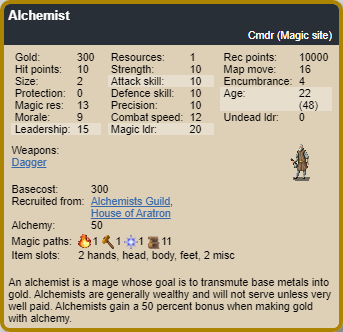 Alchemist
Cmdr (Magic site)
Gold: 300 Resources: 1 Rec points: 10000
Hit points: 10 Strength: 10 Map move: 16
Size: 2 Attack skill: 10 Encumbrance: 4
Protection: 0 Defence skill: 10 Age: 22
Magic res: 13 Precision: 10 (48)
Morale: 9 Combat speed: 12 Undead ldr: 0
Leadership: 15 Magic ldr: 20
Weapons:
Dagger
Basecost: 300
Recruited from: Alchemists Guild,
House of Aratron
Alchemy: 50
Magic paths: 1 1 1 11
Item slots: 2 hands, head, body, feet, 2 misc
An alchemist is a mage whose goal is to transmute base metals into
gold. Alchemists are generally wealthy and will not serve unless very
well paid. Alchemists gain a 50 percent bonus when making gold
with alchemy.